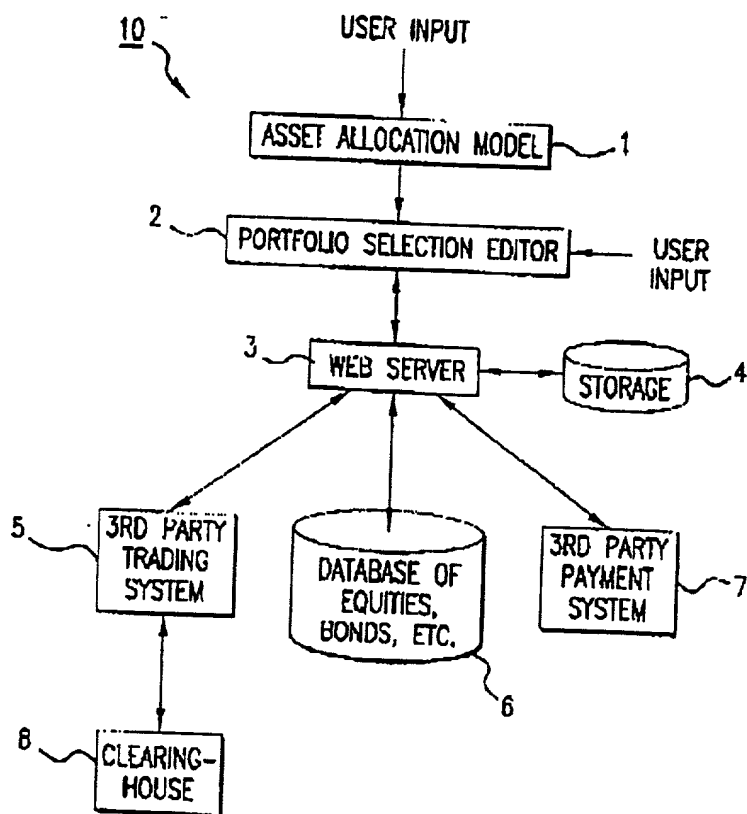 10
USER INPUT
ASSET ALLOCATION MODEL
1
2
PORTFOLIO SELECTION EDITOR
USER
INPUT
3
WEB SERVER
STORAGE
4
5
3RD PARTY
TRADING
SYSTEM
DATABASE OF
EQUITIES,
BONDS, ETC.
6
3RD PARTY
PAYMENT
SYSTEM
7
8
CLEARING-
HOUSE